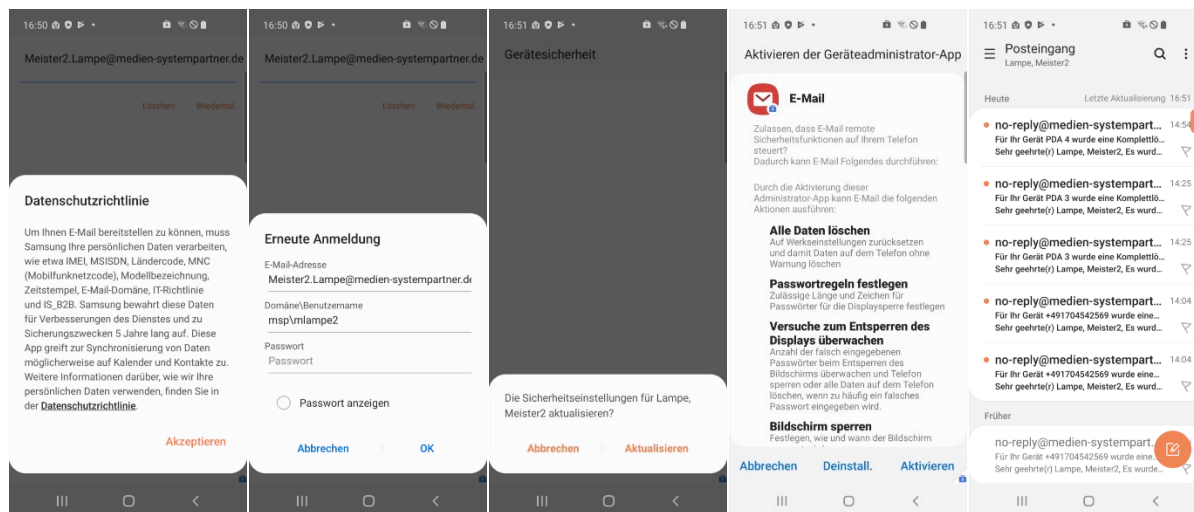 16:50
Meister2.Lampe@medien-systempartner.de
Löschen Wiederhol.
Datenschutzrichtlinie
Um Ihnen E-Mail bereitstellen zu können, muss
Samsung Ihre persönlichen Daten verarbeiten,
wie etwa IMEI, MSISDN, Ländercode, MNC
(Mobilfunknetzcode), Modellbezeichnung,
Zeitstempel, E-Mail-Domäne, IT-Richtlinie
und IS_B2B. Samsung bewahrt diese Daten
für Verbesserungen des Dienstes und zu
Sicherungszwecken 5 Jahre lang auf. Diese
App greift zur Synchronisierung von Daten
möglicherweise auf Kalender und Kontakte zu.
Weitere Informationen darüber, wie wir Ihre
persönlichen Daten verwenden, finden Sie in
der Datenschutzrichtlinie.
Akzeptieren
16:50
Meister2.Lampe@medien-systempartner.de
Löschen Wiederhol.
Erneute Anmeldung
E-Mail-Adresse
Meister2.Lampe@medien-systempartner.de
Domäne\Benutzername
msp\mlampe2
Passwort
Passwort
Passwort anzeigen
Abbrechen OK
16:51
Gerätesicherheit
Die Sicherheitseinstellungen für Lampe,
Meister2 aktualisieren?
Abbrechen Aktualisieren
16:51
Aktivieren der Geräteadministrator-App
E-Mail
Zulassen, dass E-Mail remote
Sicherheitsfunktionen auf Ihrem Telefon
steuert?
Dadurch kann E-Mail Folgendes durchführen:
Durch die Aktivierung dieser
Administrator-App kann E-Mail die folgenden
Aktionen ausführen:
Alle Daten löschen
Auf Werkseinstellungen zurücksetzen
und damit Daten auf dem Telefon ohne
Warnung löschen
Passwortregeln festlegen
Zulässige Länge und Zeichen für
Passwörter für die Displaysperre festlegen
Versuche zum Entsperren des
Displays überwachen
Anzahl der falsch eingegebenen
Passwörter beim Entsperren des
Bildschirms überwachen und Telefon
sperren oder alle Daten auf dem Telefon
löschen, wenn zu häufig ein falsches
Passwort eingegeben wird.
Bildschirm sperren
Festlegen, wie und wann der Bildschirm
Abbrechen Deinstall. Aktivieren
16:51
Posteingang
Lampe, Meister2
Heute Letzte Aktualisierung 16:51
no-reply@medien-systempart... 14:54
Für Ihr Gerät PDA 4 wurde eine Komplettlö...
Sehr geehrte(r) Lampe, Meister2, Es wurd...
no-reply@medien-systempart... 14:25
Für Ihr Gerät PDA 3 wurde eine Komplettlö...
Sehr geehrte(r) Lampe, Meister2, Es wurd...
no-reply@medien-systempart... 14:25
Für Ihr Gerät PDA 3 wurde eine Komplettlö...
Sehr geehrte(r) Lampe, Meister2, Es wurd...
no-reply@medien-systempart... 14:04
Für Ihr Gerät +491704542569 wurde eine...
Sehr geehrte(r) Lampe, Meister2, Es wurd...
no-reply@medien-systempart... 14:04
Für Ihr Gerät +491704542569 wurde eine...
Sehr geehrte(r) Lampe, Meister2, Es wurd...
Früher
no-reply@medien-systempart.
Für Ihr Gerät +491704542569 wurde eine...
Sehr geehrte(r) Lampe, Meister2, Es wurde...